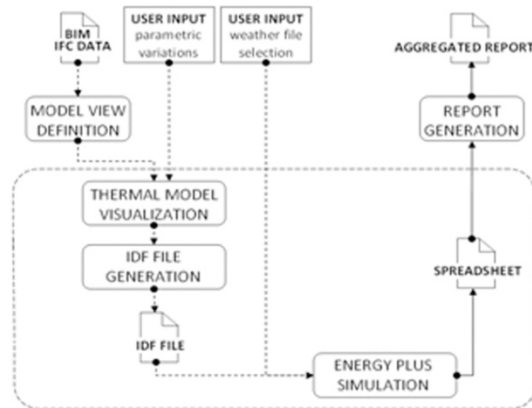 BIM
IFC DATA
USER INPUT
parametric
variations
USER INPUT
weather file
selection
AGGREGATED REPORT
MODEL VIEW
DEFINITION
REPORT
GENERATION
THERMAL MODEL
VISUALIZATION
IDF FILE
GENERATION
SPREADSHEET
IDF FILE
ENERGY PLUS
SIMULATION